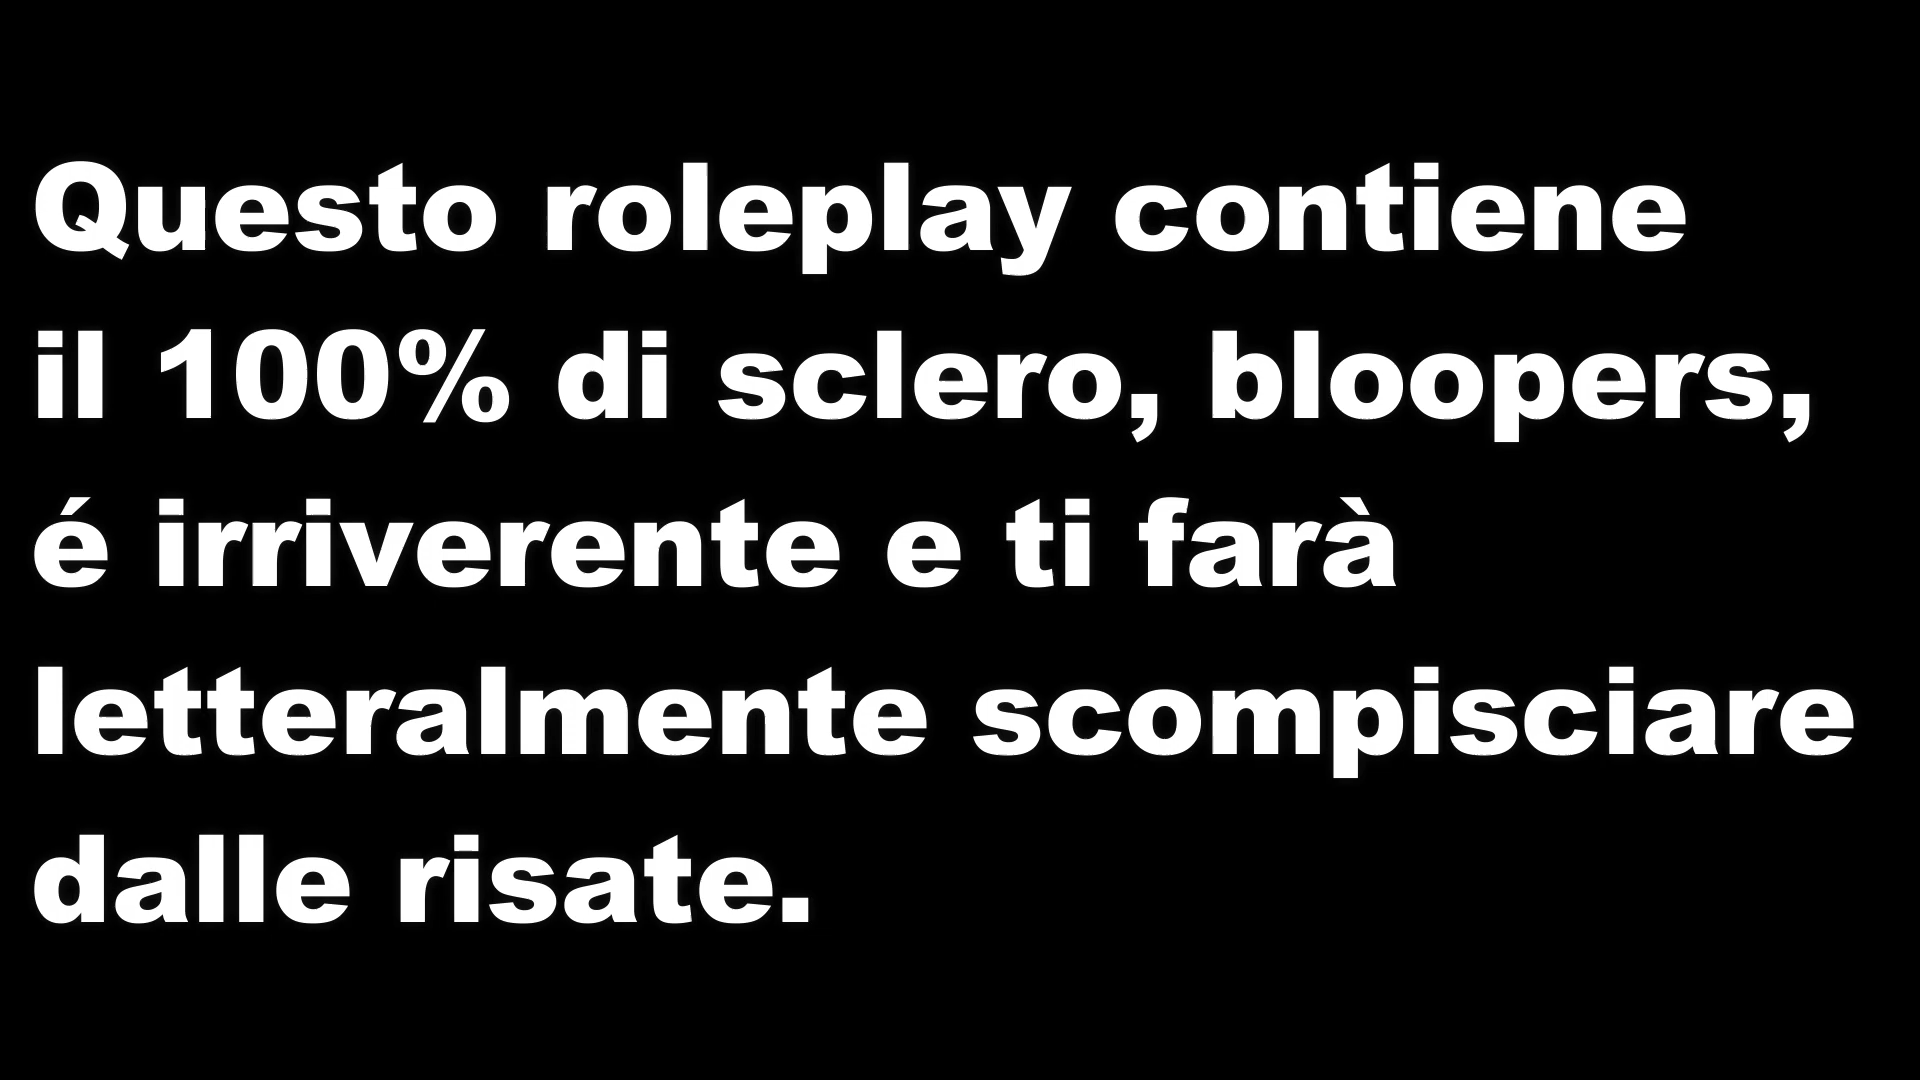 Questo roleplay contiene
il 100% di sclero, bloopers,
é irriverente e ti farà
letteralmente scompisciare
dalle risate.